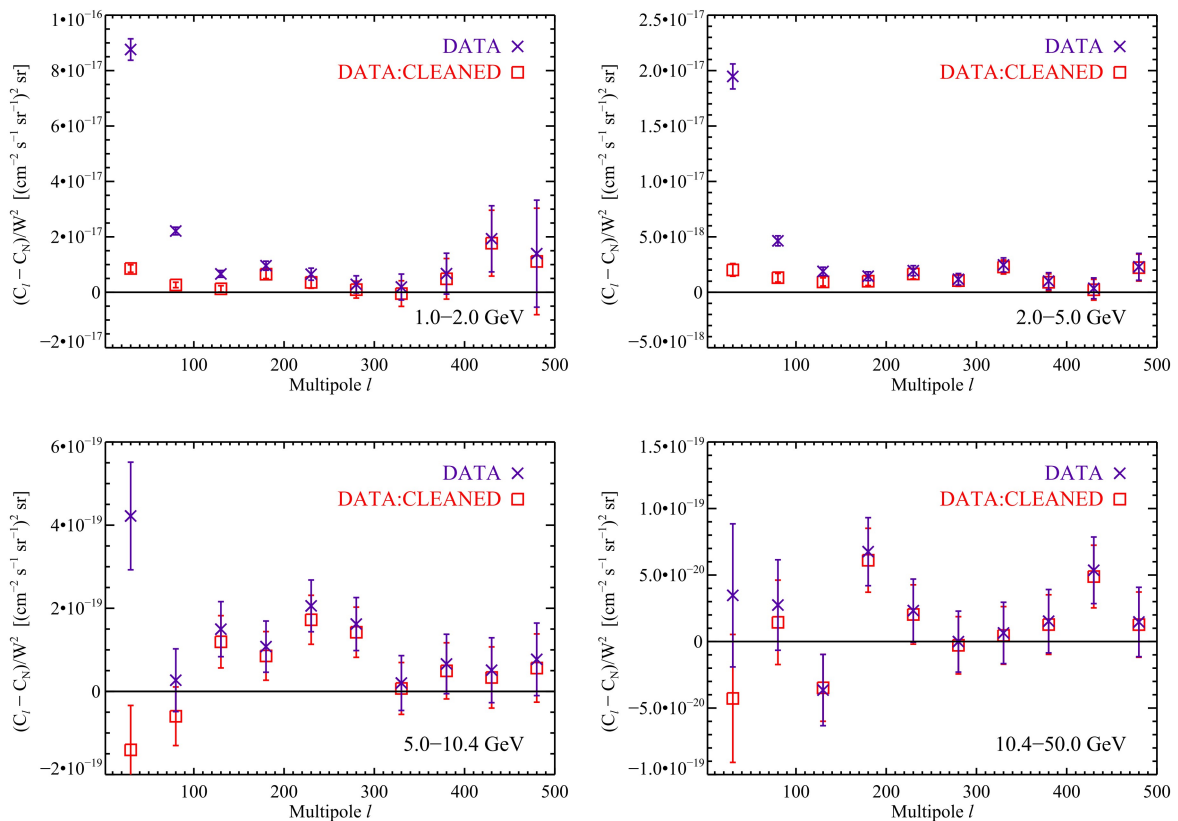 1•10⁻¹⁶
8•10⁻¹⁷
6•10⁻¹⁷
4•10⁻¹⁷
2•10⁻¹⁷
0
−2•10⁻¹⁷
(Cₗ − C_N)/W² [(cm⁻² s⁻¹ sr⁻¹)² sr]
DATA
DATA:CLEANED
1.0−2.0 GeV
100 200 300 400 500
Multipole l
2.5•10⁻¹⁷
2.0•10⁻¹⁷
1.5•10⁻¹⁷
1.0•10⁻¹⁷
5.0•10⁻¹⁸
0
−5.0•10⁻¹⁸
(Cₗ − C_N)/W² [(cm⁻² s⁻¹ sr⁻¹)² sr]
DATA
DATA:CLEANED
2.0−5.0 GeV
100 200 300 400 500
Multipole l
6•10⁻¹⁹
4•10⁻¹⁹
2•10⁻¹⁹
0
−2•10⁻¹⁹
(Cₗ − C_N)/W² [(cm⁻² s⁻¹ sr⁻¹)² sr]
DATA
DATA:CLEANED
5.0−10.4 GeV
100 200 300 400 500
Multipole l
1.5•10⁻¹⁹
1.0•10⁻¹⁹
5.0•10⁻²⁰
0
−5.0•10⁻²⁰
−1.0•10⁻¹⁹
(Cₗ − C_N)/W² [(cm⁻² s⁻¹ sr⁻¹)² sr]
DATA
DATA:CLEANED
10.4−50.0 GeV
100 200 300 400 500
Multipole l